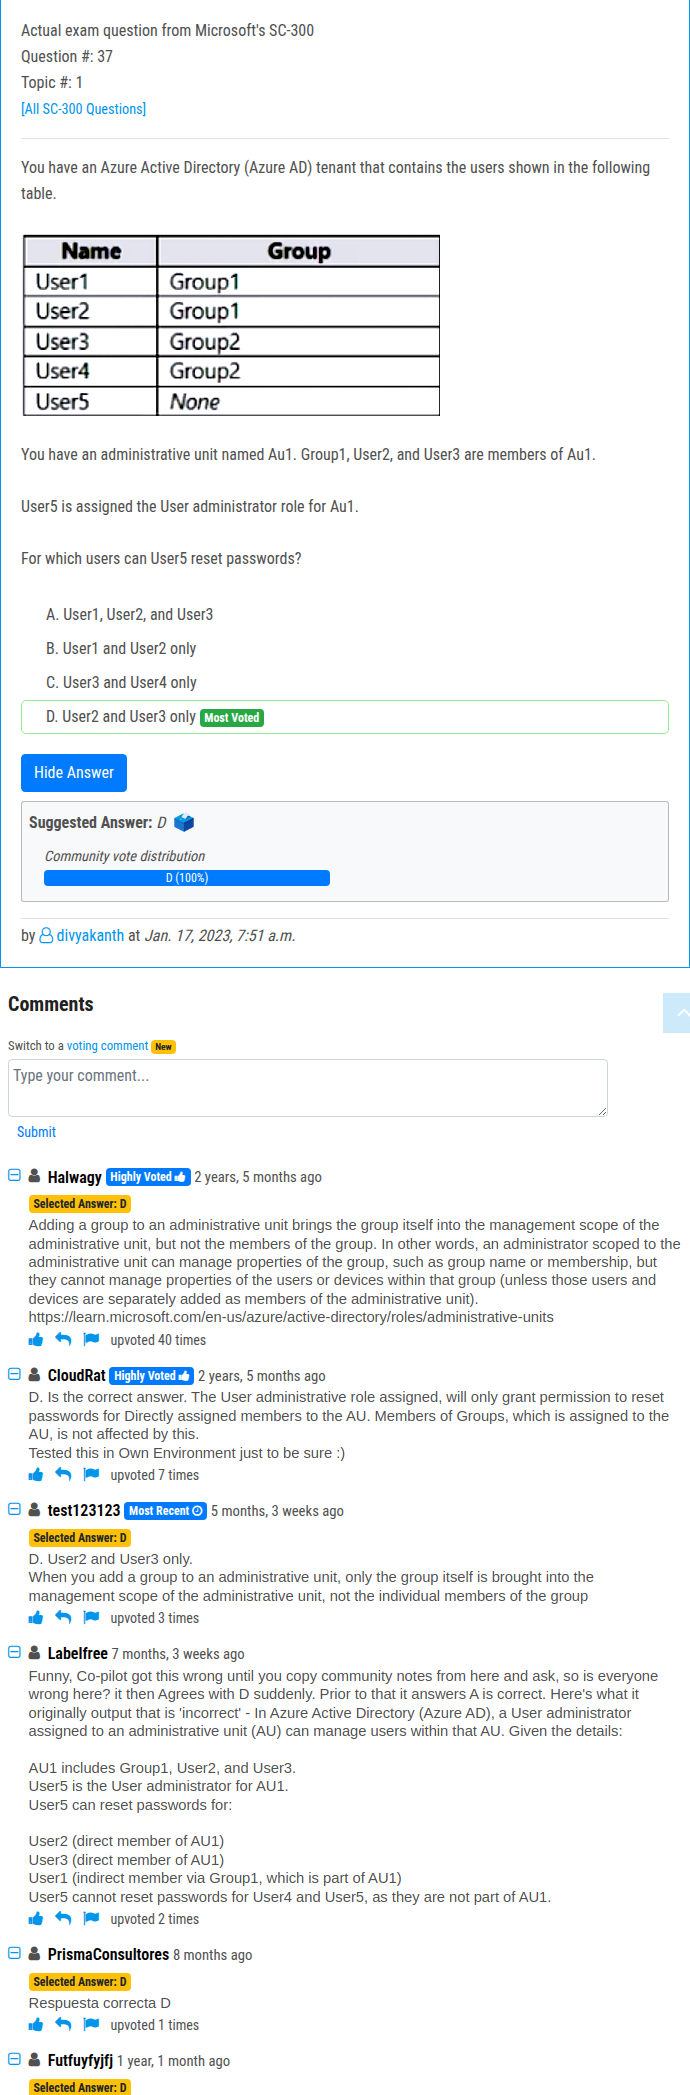 Actual exam question from Microsoft's SC-300
Question #: 37
Topic #: 1
[All SC-300 Questions]
You have an Azure Active Directory (Azure AD) tenant that contains the users shown in the following
table.
Name Group
User1 Group1
User2 Group1
User3 Group2
User4 Group2
User5 None
You have an administrative unit named Au1. Group1, User2, and User3 are members of Au1.
User5 is assigned the User administrator role for Au1.
For which users can User5 reset passwords?
A. User1, User2, and User3
B. User1 and User2 only
C. User3 and User4 only
D. User2 and User3 only Most Voted
Hide Answer
Suggested Answer: D
Community vote distribution
D (100%)
by divyakanth at Jan. 17, 2023, 7:51 a.m.
Comments
Switch to a voting comment New
Type your comment...
Submit
Halwagy Highly Voted 2 years, 5 months ago
Selected Answer: D
Adding a group to an administrative unit brings the group itself into the management scope of the
administrative unit, but not the members of the group. In other words, an administrator scoped to the
administrative unit can manage properties of the group, such as group name or membership, but
they cannot manage properties of the users or devices within that group (unless those users and
devices are separately added as members of the administrative unit).
https://learn.microsoft.com/en-us/azure/active-directory/roles/administrative-units
upvoted 40 times
CloudRat Highly Voted 2 years, 5 months ago
D. Is the correct answer. The User administrative role assigned, will only grant permission to reset
passwords for Directly assigned members to the AU. Members of Groups, which is assigned to the
AU, is not affected by this.
Tested this in Own Environment just to be sure :)
upvoted 7 times
test123123 Most Recent 5 months, 3 weeks ago
Selected Answer: D
D. User2 and User3 only.
When you add a group to an administrative unit, only the group itself is brought into the
management scope of the administrative unit, not the individual members of the group
upvoted 3 times
Labelfree 7 months, 3 weeks ago
Funny, Co-pilot got this wrong until you copy community notes from here and ask, so is everyone
wrong here? it then Agrees with D suddenly. Prior to that it answers A is correct. Here's what it
originally output that is 'incorrect' - In Azure Active Directory (Azure AD), a User administrator
assigned to an administrative unit (AU) can manage users within that AU. Given the details:
AU1 includes Group1, User2, and User3.
User5 is the User administrator for AU1.
User5 can reset passwords for:
User2 (direct member of AU1)
User3 (direct member of AU1)
User1 (indirect member via Group1, which is part of AU1)
User5 cannot reset passwords for User4 and User5, as they are not part of AU1.
upvoted 2 times
PrismaConsultores 8 months ago
Selected Answer: D
Respuesta correcta D
upvoted 1 times
Futfuyfyjfj 1 year, 1 month ago
Selected Answer: D